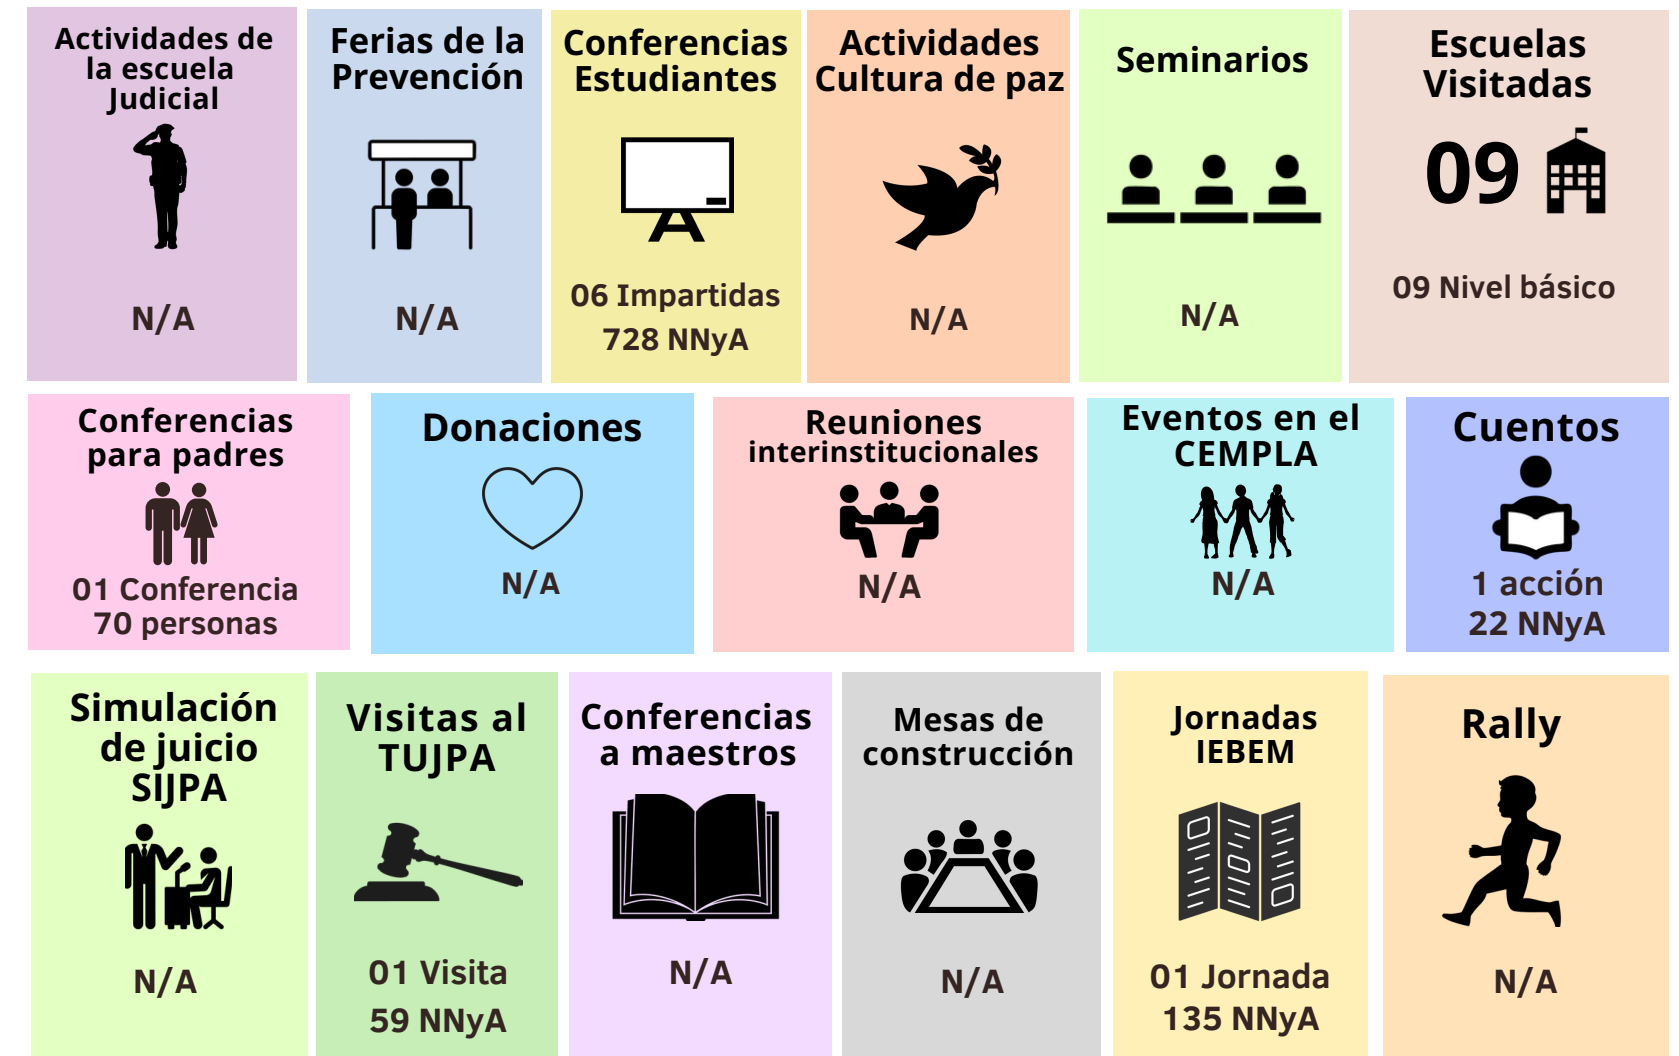 Actividades de
la escuela
Judicial
N/A
Ferias de la
Prevención
N/A
Conferencias
Estudiantes
06 Impartidas
728 NNyA
Actividades
Cultura de paz
N/A
Seminarios
N/A
Escuelas
Visitadas
09
09 Nivel básico
Conferencias
para padres
01 Conferencia
70 personas
Donaciones
N/A
Reuniones
interinstitucionales
N/A
Eventos en el
CEMPLA
N/A
Cuentos
1 acción
22 NNyA
Simulación
de juicio
SIJPA
N/A
Visitas al
TUJPA
01 Visita
59 NNyA
Conferencias
a maestros
N/A
Mesas de
construcción
N/A
Jornadas
IEBEM
01 Jornada
135 NNyA
Rally
N/A